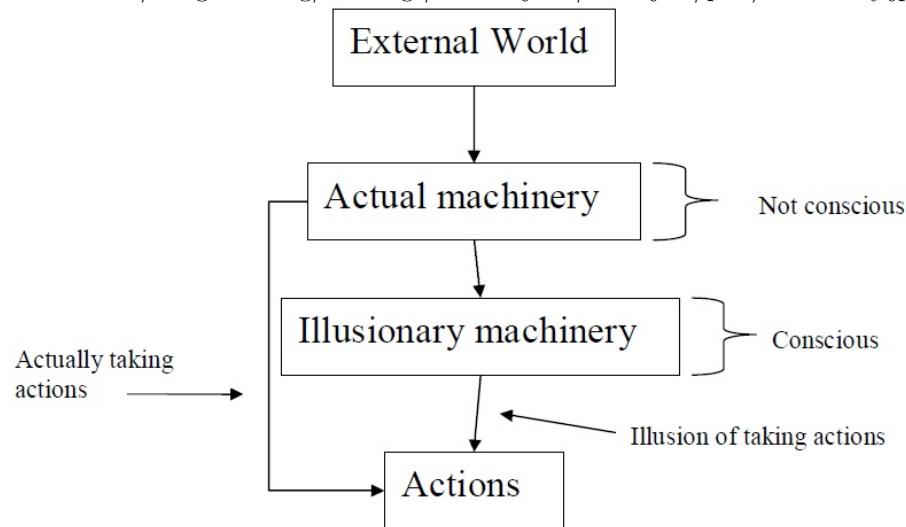 External World
Actual machinery
Not conscious
Illusionary machinery
Conscious
Actually taking
actions
Illusion of taking actions
Actions